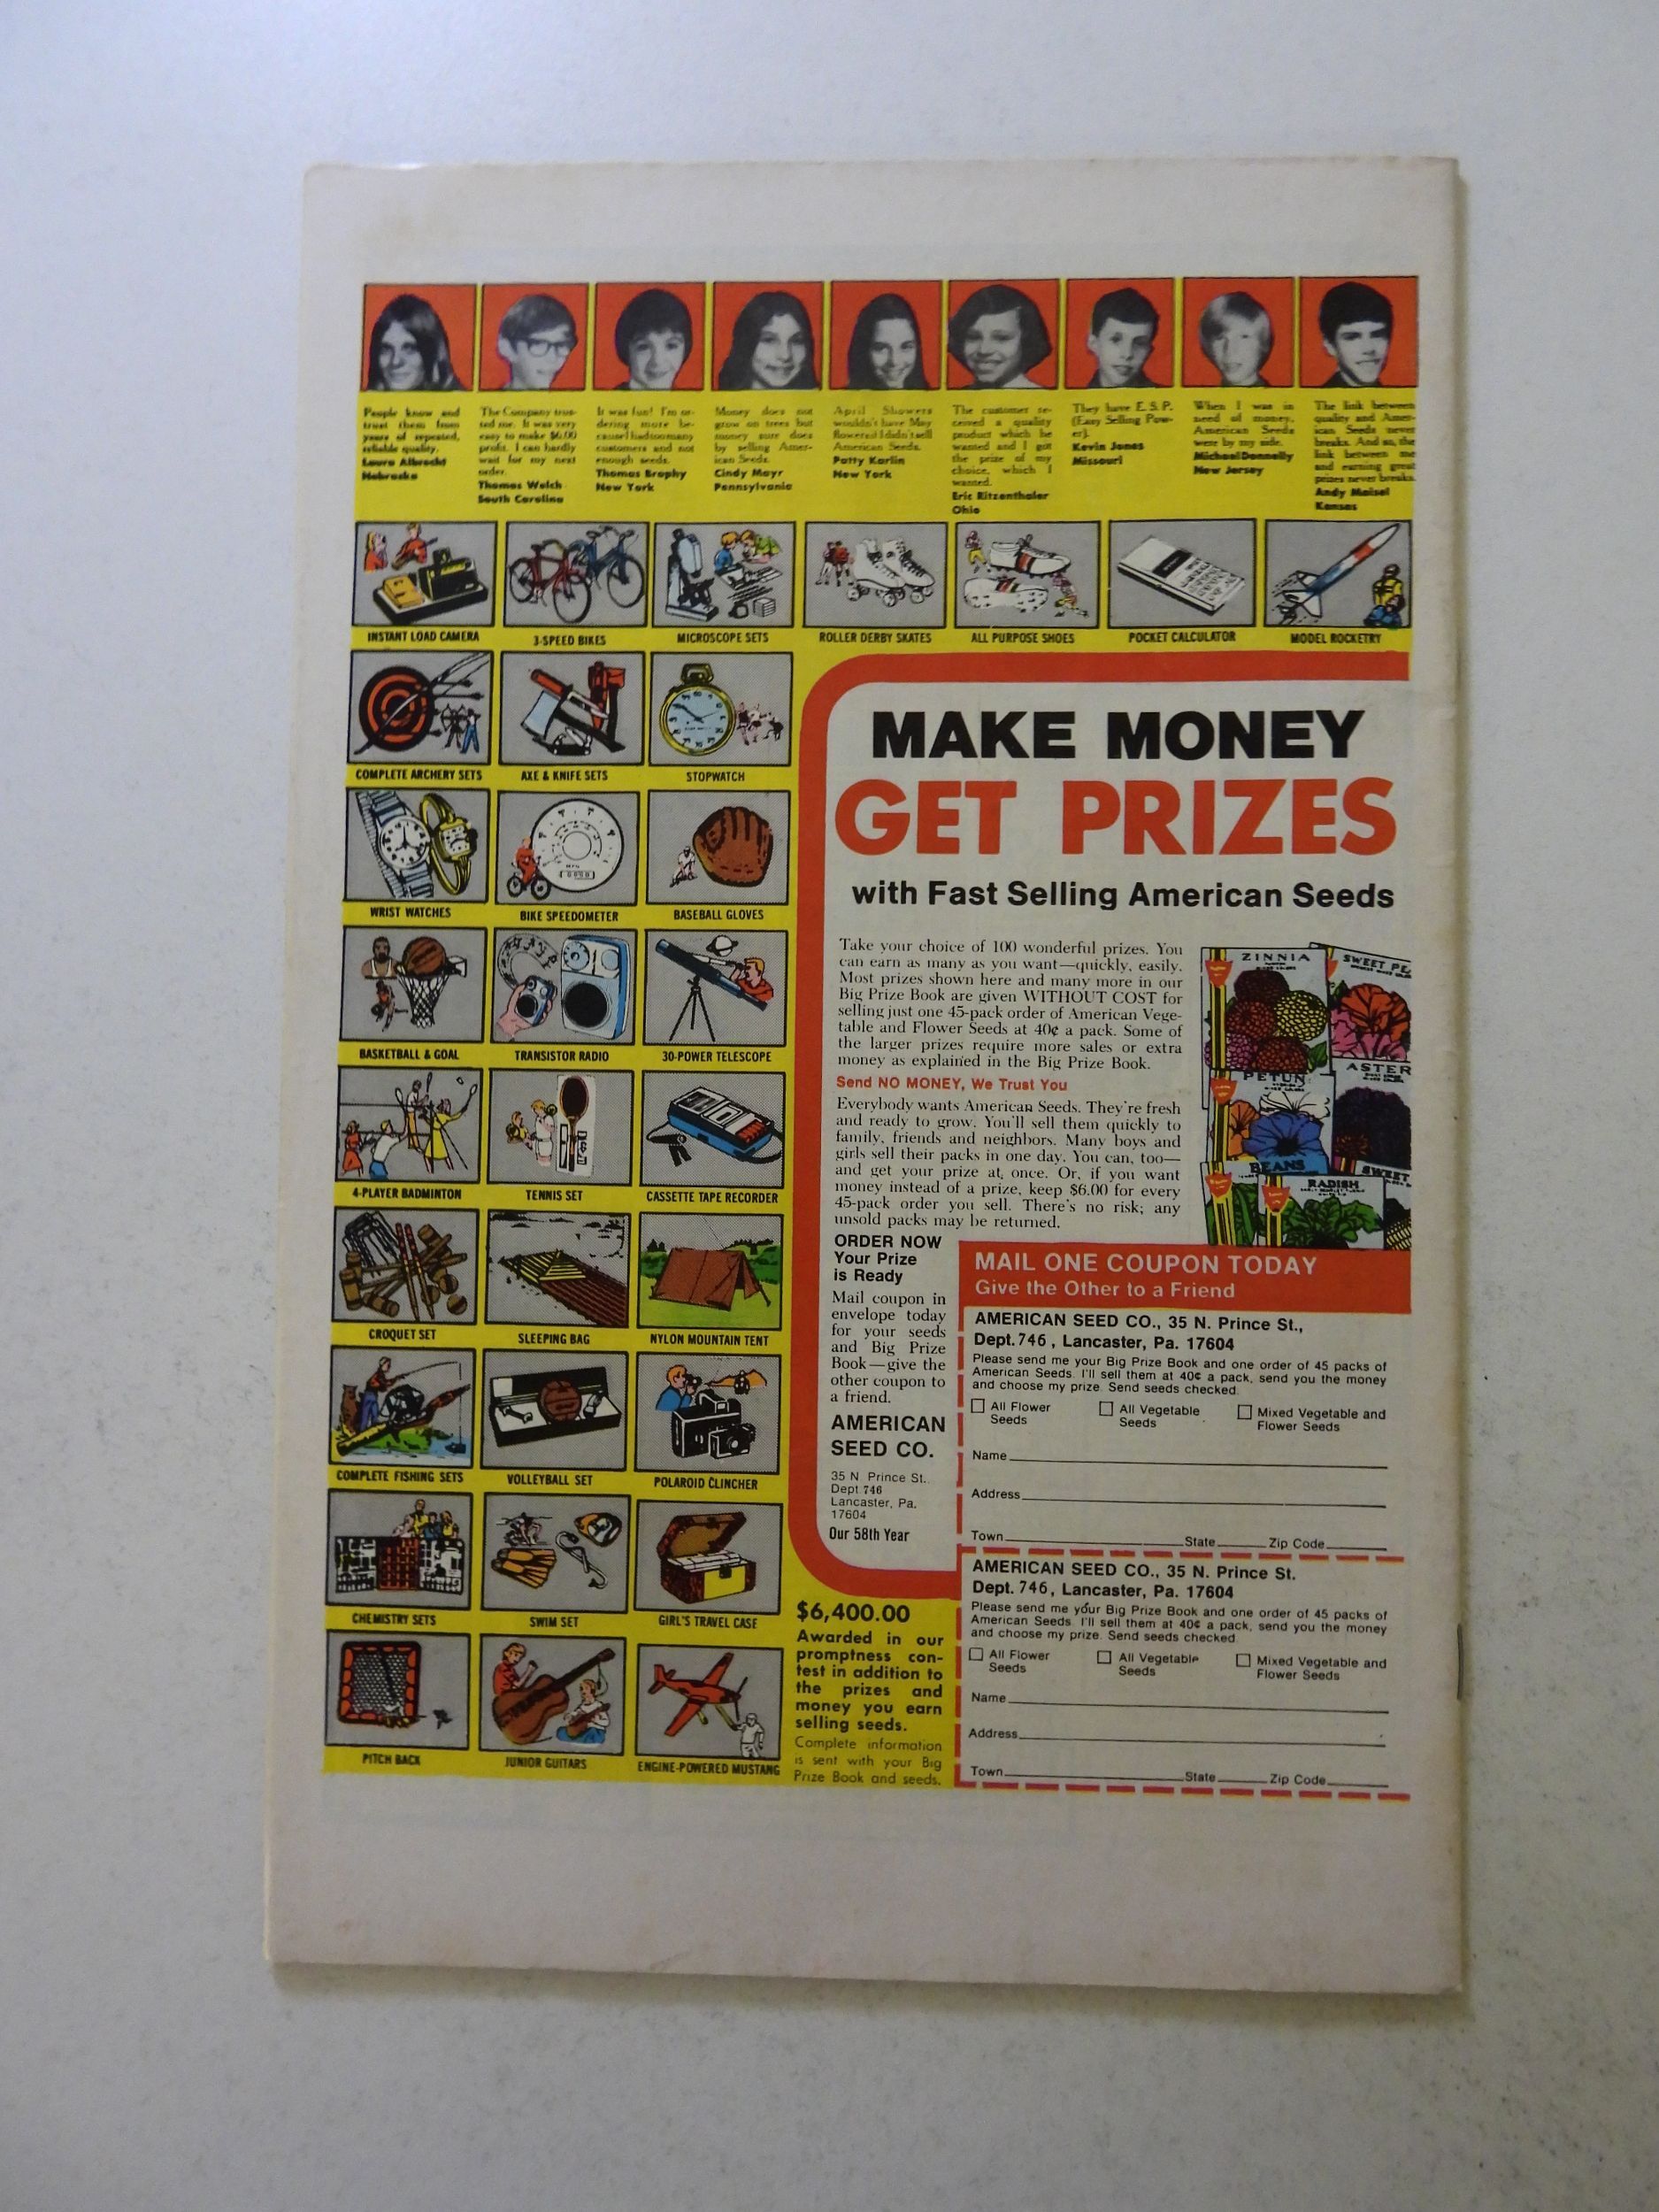 People know and
trust them from
years of repeated,
reliable quality.
Laura Albrecht
Nebraska
The Company trus-
ted me. It was very
easy to make $6.00
profit. I can hardly
wait for my next
order.
Thomas Welch
South Carolina
It was fun! I'm or-
dering more be-
cause I had too many
customers and not
enough seeds.
Thomas Brophy
New York
Money does not
grow on trees but
money sure does
by selling Amer-
ican Seeds.
Cindy Mayr
Pennsylvania
April Showers
wouldn't have May
flowers if I didn't sell
American Seeds.
Patty Karlin
New York
The customer re-
ceived a quality
product which he
wanted and I got
the prize of my
choice, which I
wanted.
Eric Ritzenthaler
Ohio
They have E.S.P.
(Easy Selling Pow-
er).
Kevin Jones
Missouri
When I was in
need of money,
American Seeds
were by my side.
Michael Donnelly
New Jersey
The link between
quality and Amer-
ican Seeds never
breaks. And so, the
link between me
and earning great
prizes never breaks.
Andy Maisel
Kansas
INSTANT LOAD CAMERA
3-SPEED BIKES
MICROSCOPE SETS
ROLLER DERBY SKATES
ALL PURPOSE SHOES
POCKET CALCULATOR
MODEL ROCKETRY
COMPLETE ARCHERY SETS
AXE & KNIFE SETS
STOPWATCH
WRIST WATCHES
BIKE SPEEDOMETER
BASEBALL GLOVES
BASKETBALL & GOAL
TRANSISTOR RADIO
30-POWER TELESCOPE
4-PLAYER BADMINTON
TENNIS SET
CASSETTE TAPE RECORDER
CROQUET SET
SLEEPING BAG
NYLON MOUNTAIN TENT
COMPLETE FISHING SETS
VOLLEYBALL SET
POLAROID CLINCHER
CHEMISTRY SETS
SWIM SET
GIRL'S TRAVEL CASE
PITCH BACK
JUNIOR GUITARS
ENGINE-POWERED MUSTANG
MAKE MONEY
GET PRIZES
with Fast Selling American Seeds
Take your choice of 100 wonderful prizes. You
can earn as many as you want—quickly, easily.
Most prizes shown here and many more in our
Big Prize Book are given WITHOUT COST for
selling just one 45-pack order of American Vege-
table and Flower Seeds at 40¢ a pack. Some of
the larger prizes require more sales or extra
money as explained in the Big Prize Book.
Send NO MONEY, We Trust You
Everybody wants American Seeds. They're fresh
and ready to grow. You'll sell them quickly to
family, friends and neighbors. Many boys and
girls sell their packs in one day. You can, too—
and get your prize at once. Or, if you want
money instead of a prize, keep $6.00 for every
45-pack order you sell. There's no risk; any
unsold packs may be returned.
ZINNIA
SWEET PE
PETUN
ASTER
BEANS
RADISH
SWEET
ORDER NOW
Your Prize
is Ready
Mail coupon in
envelope today
for your seeds
and Big Prize
Book—give the
other coupon to
a friend.
AMERICAN
SEED CO.
35 N. Prince St.
Dept 746
Lancaster, Pa.
17604
Our 58th Year
MAIL ONE COUPON TODAY
Give the Other to a Friend
AMERICAN SEED CO., 35 N. Prince St.,
Dept. 746, Lancaster, Pa. 17604
Please send me your Big Prize Book and one order of 45 packs of
American Seeds. I'll sell them at 40¢ a pack, send you the money
and choose my prize. Send seeds checked.
All Flower
Seeds
All Vegetable
Seeds
Mixed Vegetable and
Flower Seeds
Name
Address
Town State Zip Code
AMERICAN SEED CO., 35 N. Prince St.
Dept. 746, Lancaster, Pa. 17604
Please send me your Big Prize Book and one order of 45 packs of
American Seeds. I'll sell them at 40¢ a pack, send you the money
and choose my prize. Send seeds checked.
All Flower
Seeds
All Vegetable
Seeds
Mixed Vegetable and
Flower Seeds
Name
Address
Town State Zip Code
$6,400.00
Awarded in our
promptness con-
test in addition to
the prizes and
money you earn
selling seeds.
Complete information
is sent with your Big
Prize Book and seeds.